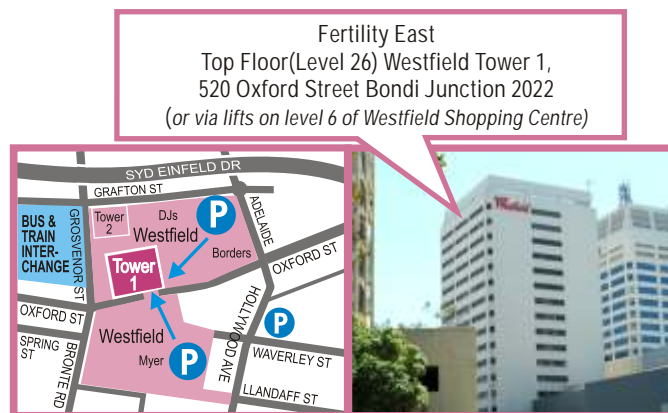 Fertility East
Top Floor(Level 26) Westfield Tower 1,
520 Oxford Street Bondi Junction 2022
(or via lifts on level 6 of Westfield Shopping Centre)
SYD EINFELD DR
GRAFTON ST
BUS &
TRAIN
INTER-
CHANGE
GROSVENOR ST
Tower
2
DJs
Westfield
P
ADELAIDE
Borders
OXFORD ST
Tower
1
OXFORD ST
SPRING
ST
BRONTE RD
Westfield
Myer
P
HOLLYWOOD AVE
P
WAVERLEY ST
LLANDAFF ST
Westfield